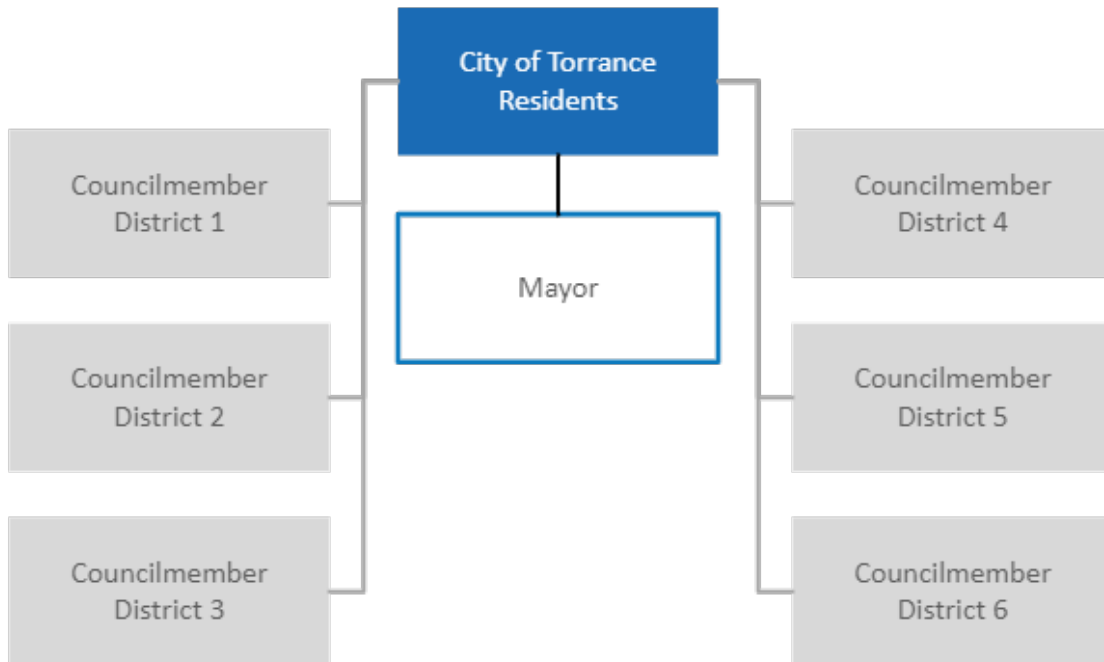 City of Torrance
Residents
Councilmember
District 1
Councilmember
District 4
Mayor
Councilmember
District 2
Councilmember
District 5
Councilmember
District 3
Councilmember
District 6